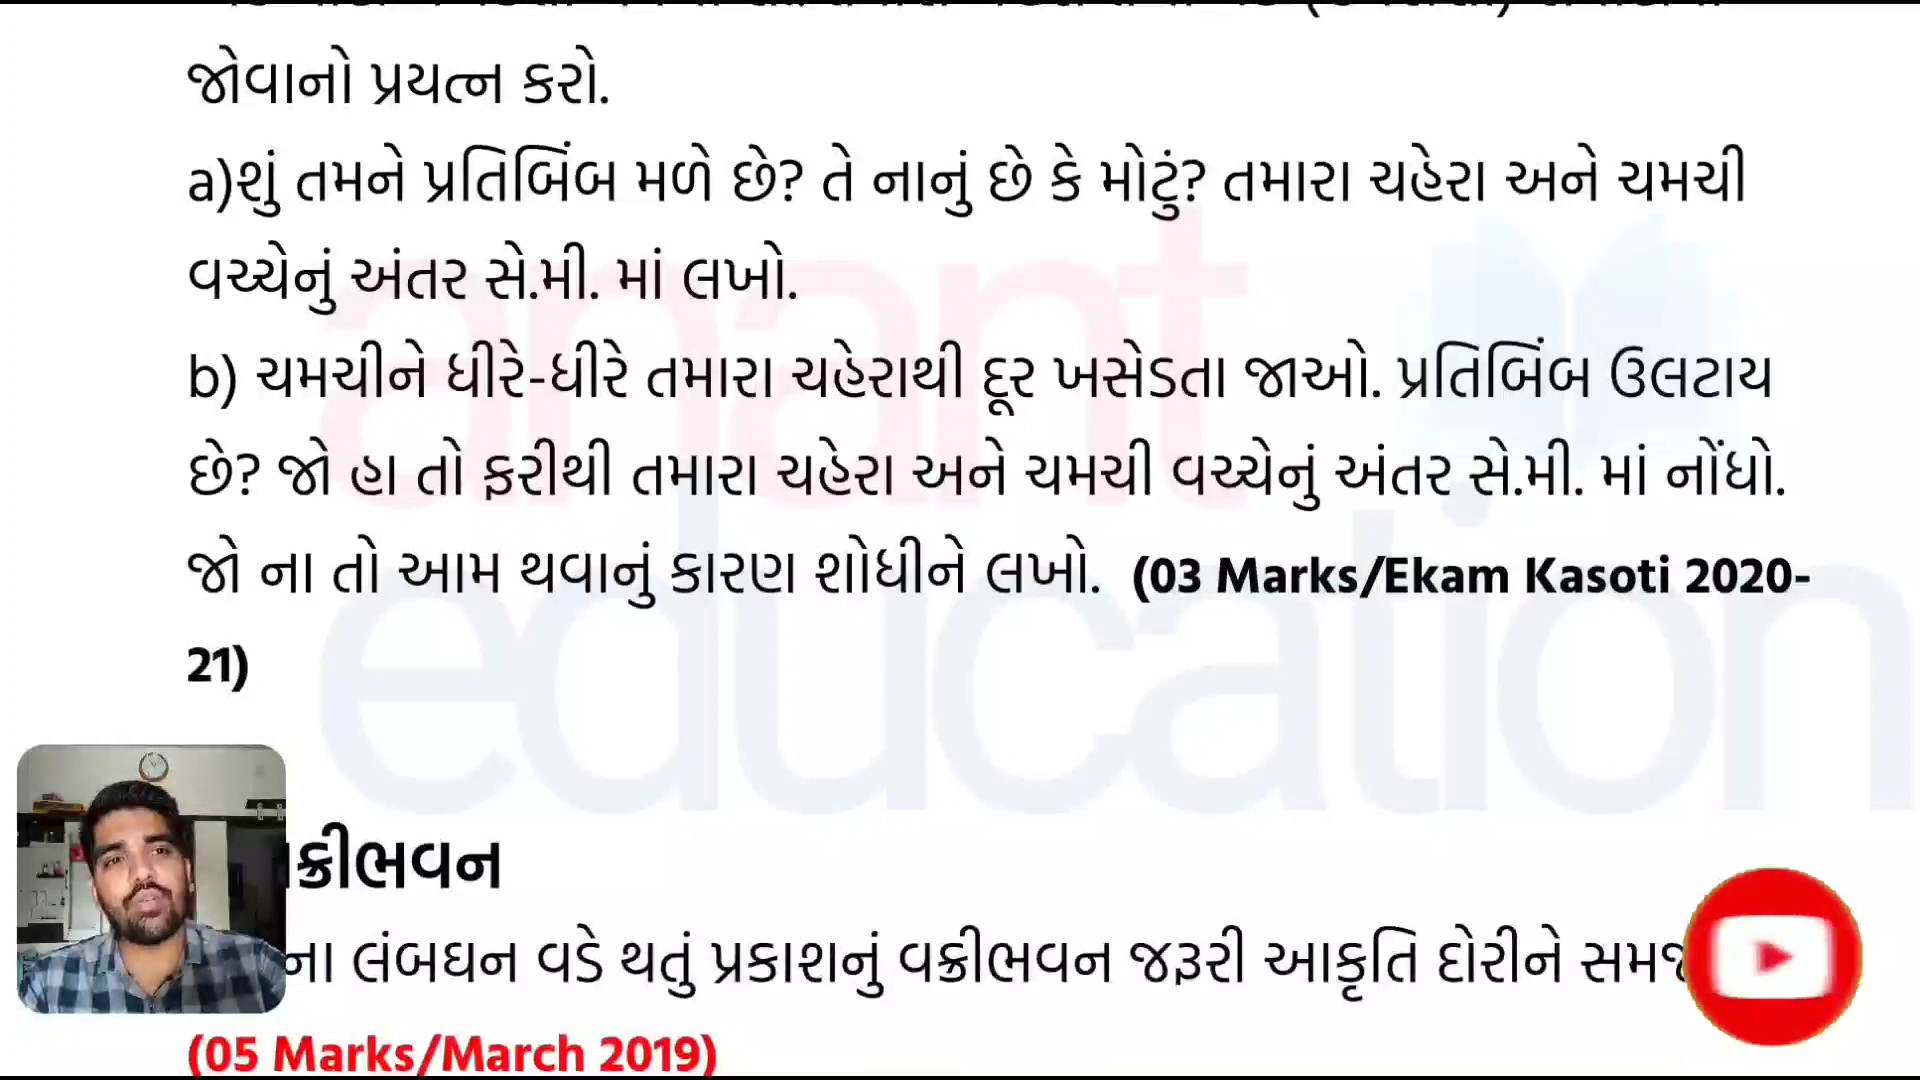 જોવાનો પ્રયત્ન કરો.
a)શું તમને પ્રતિબિંબ મળે છે? તે નાનું છે કે મોટું? તમારા ચહેરા અને ચમચી
વચ્ચેનું અંતર સે.મી. માં લખો.
b) ચમચીને ધીરે-ધીરે તમારા ચહેરાથી દૂર ખસેડતા જાઓ. પ્રતિબિંબ ઉલટાય
છે? જો હા તો ફરીથી તમારા ચહેરા અને ચમચી વચ્ચેનું અંતર સે.મી. માં નોંધો.
જો ના તો આમ થવાનું કારણ શોધીને લખો. (03 Marks/Ekam Kasoti 2020-
21)
anant
education
ક્રીભવન
ના લંબઘન વડે થતું પ્રકાશનું વક્રીભવન જરૂરી આકૃતિ દોરીને
(05 Marks/March 2019)